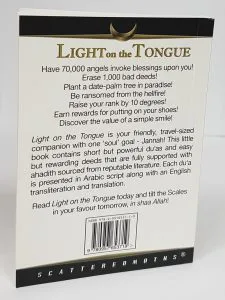 LIGHT on the TONGUE
Have 70,000 angels invoke blessings upon you!
Erase 1,000 bad deeds!
Plant a date-palm tree in paradise!
Be ransomed from the hellfire!
Raise your rank by 10 degrees!
Earn rewards for putting on your shoes!
Discover the value of a simple smile!
Light on the Tongue is your friendly, travel-sized
companion with one 'soul' goal - Jannah! This little
book contains short but powerful du'as and easy
but rewarding deeds that are fully supported with
ahadith sourced from reputable literature. Each du'a
is presented in Arabic script along with an English
transliteration and translation.
Read Light on the Tongue today and tilt the Scales
in your favour tomorrow, in shaa Allah!
SCATTEREDMOTHS®